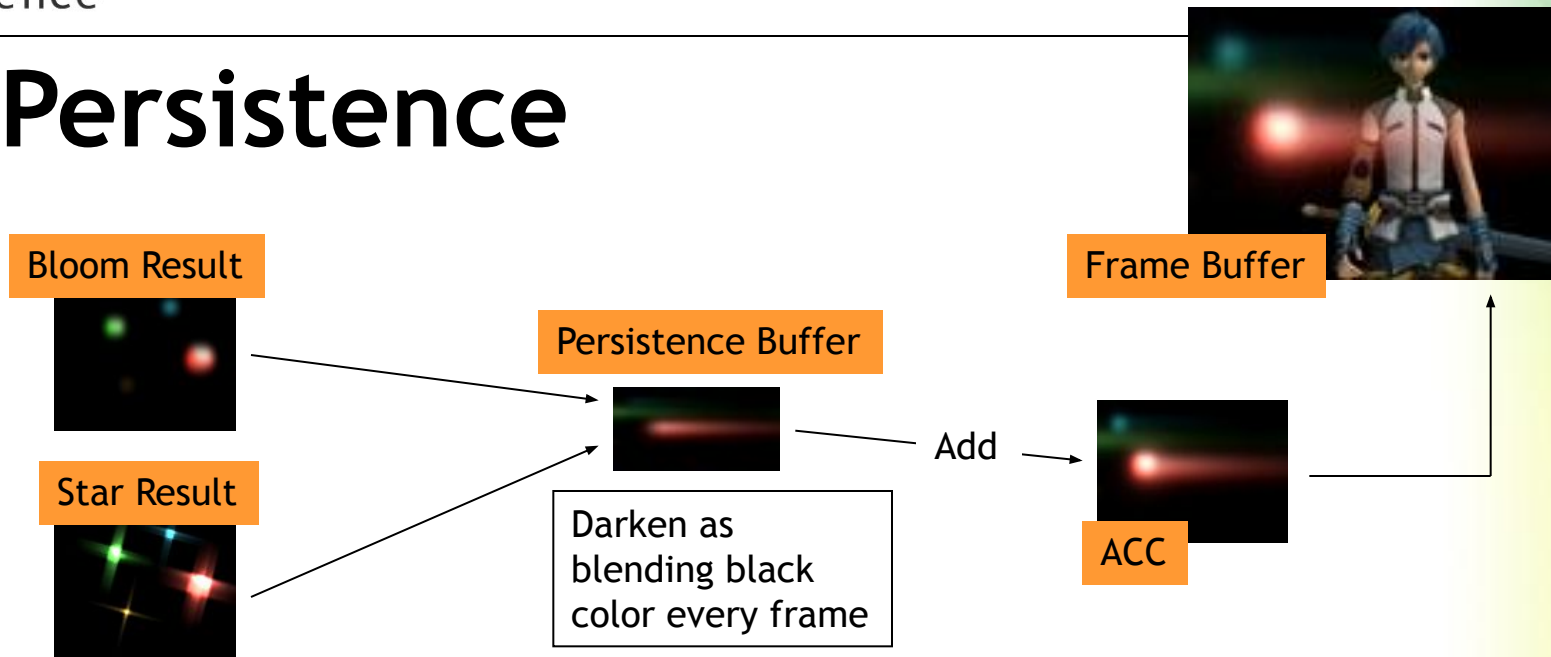 Persistence
Bloom Result
Frame Buffer
Persistence Buffer
Add
Star Result
Darken as
blending black
color every frame
ACC